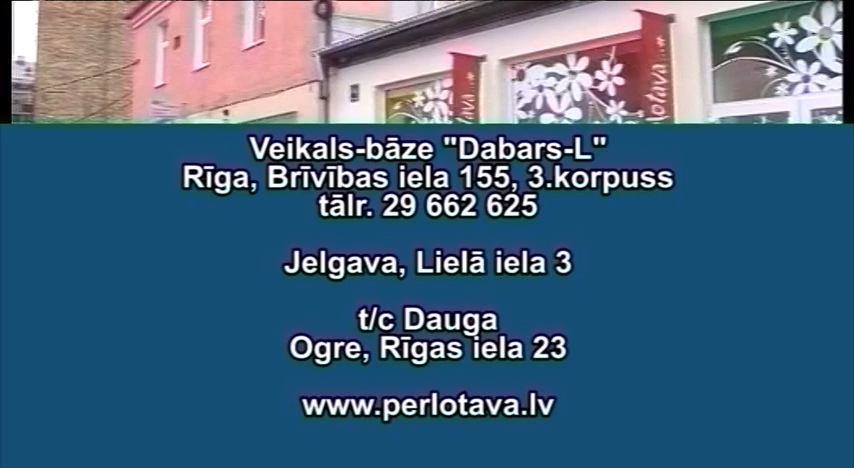 Veikals-bāze "Dabars-L"
Rīga, Brīvības iela 155, 3.korpuss
tālr. 29 662 625
Jelgava, Lielā iela 3
t/c Dauga
Ogre, Rīgas iela 23
www.perlotava.lv